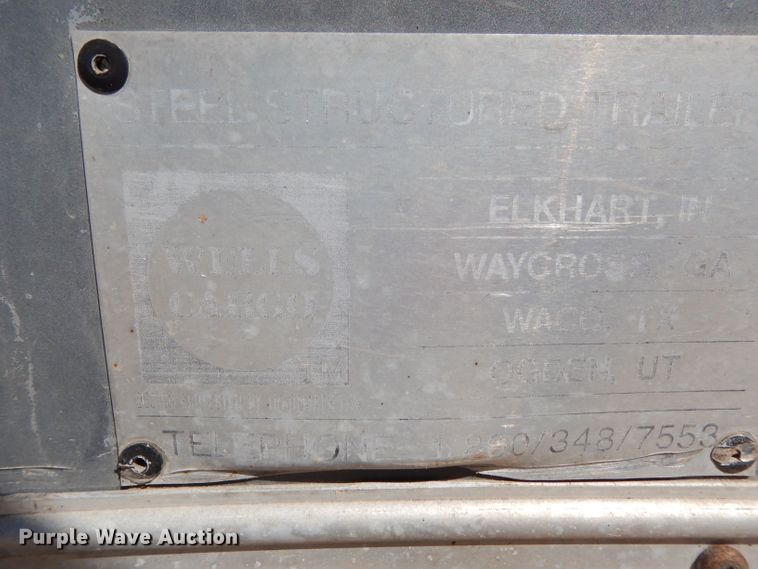 STEEL STRUCTURED TRAILER
WELLS
CARGO
TM
ELKHART, IN
WAYCROSS, GA
WACO, TX
OGDEN, UT
TELEPHONE 1/800/348/7553
Purple Wave Auction